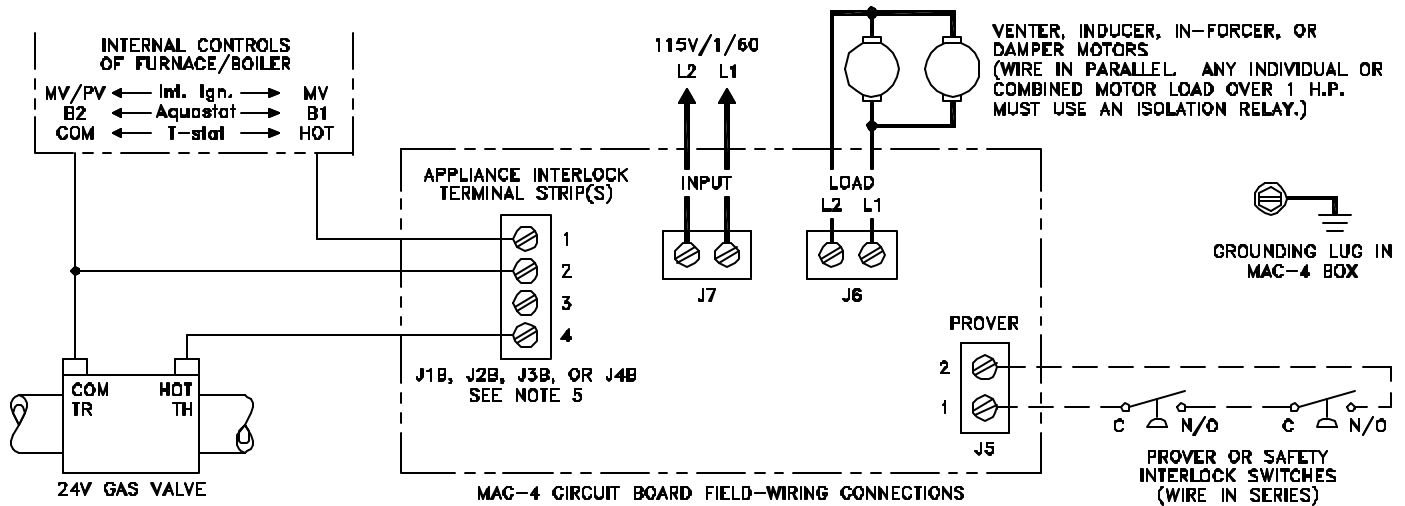 INTERNAL CONTROLS
OF FURNACE/BOILER
MV/PV Int. Ign. MV
B2 Aquastat B1
COM T-stat HOT
115V/1/60
L2 L1
VENTER, INDUCER, IN-FORCER, OR
DAMPER MOTORS
(WIRE IN PARALLEL. ANY INDIVIDUAL OR
COMBINED MOTOR LOAD OVER 1 H.P.
MUST USE AN ISOLATION RELAY.)
APPLIANCE INTERLOCK
TERMINAL STRIP(S)
1
2
3
4
J1B, J2B, J3B, OR J4B
SEE NOTE 5
INPUT
J7
LOAD
L2 L1
J6
GROUNDING LUG IN
MAC-4 BOX
PROVER
2
1
J5
C N/O C N/O
PROVER OR SAFETY
INTERLOCK SWITCHES
(WIRE IN SERIES)
COM HOT
TR TH
24V GAS VALVE
MAC-4 CIRCUIT BOARD FIELD-WIRING CONNECTIONS